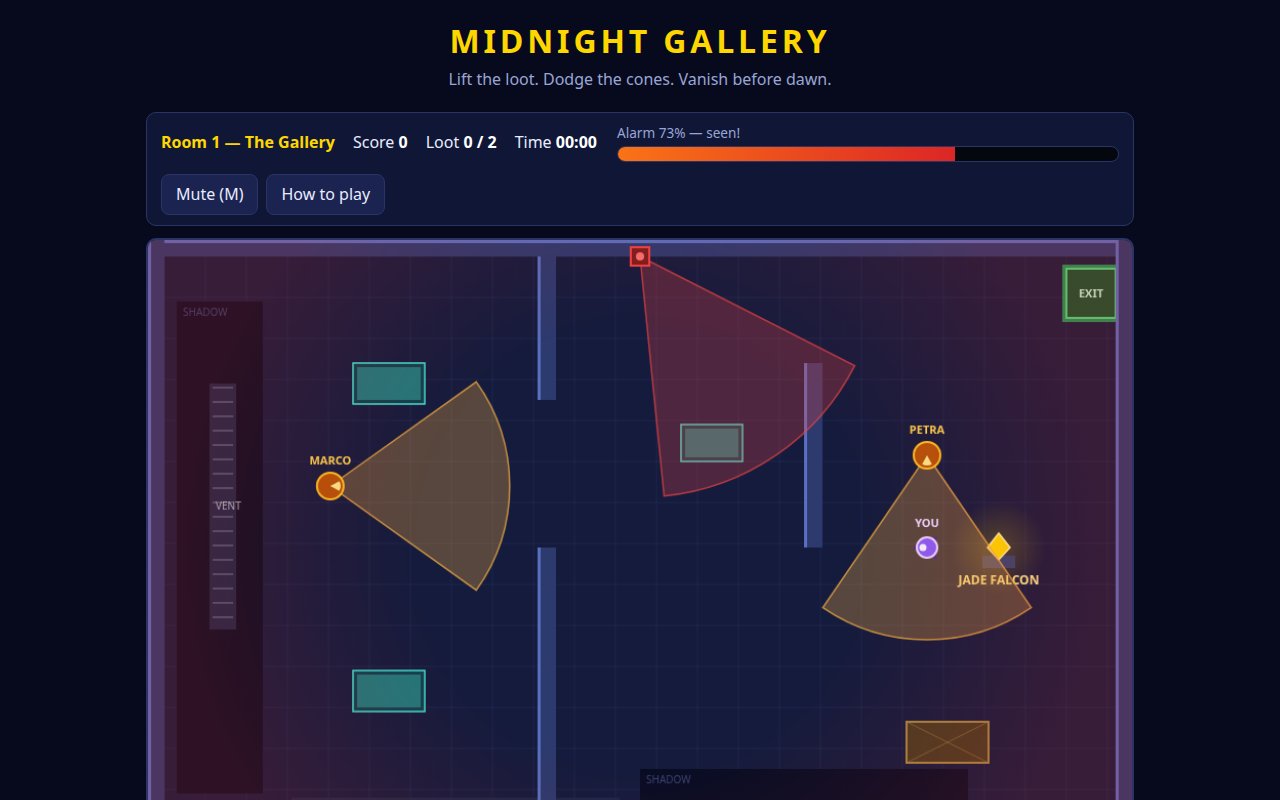 MIDNIGHT GALLERY
Lift the loot. Dodge the cones. Vanish before dawn.
Room 1 — The Gallery Score 0 Loot 0 / 2 Time 00:00 Alarm 73% — seen!
Mute (M) How to play
EXIT
SHADOW
PETRA
MARCO
VENT
YOU
JADE FALCON
SHADOW